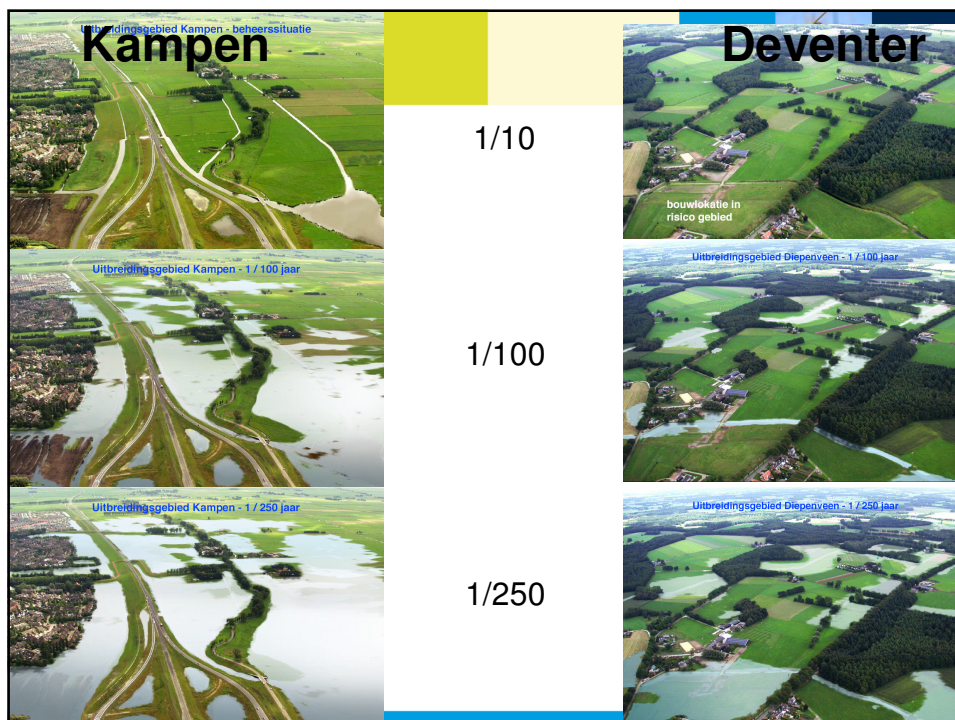 Uitbreidingsgebied Kampen - beheerssituatie
Kampen
Deventer
1/10
bouwlokatie in
risico gebied
Uitbreidingsgebied Kampen - 1 / 100 jaar
Uitbreidingsgebied Diepenveen - 1 / 100 jaar
1/100
Uitbreidingsgebied Kampen - 1 / 250 jaar
Uitbreidingsgebied Diepenveen - 1 / 250 jaar
1/250